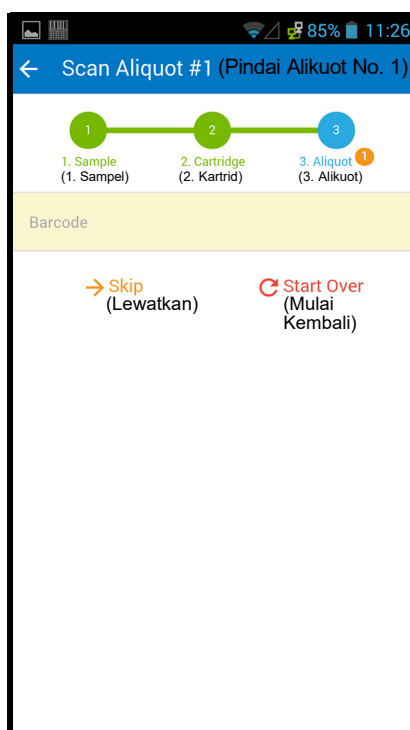 85% 11:26
Scan Aliquot #1 (Pindai Alikuot No. 1)
1 2 3
1. Sample 2. Cartridge 3. Aliquot 1
(1. Sampel) (2. Kartrid) (3. Alikuot)
Barcode
Skip Start Over
(Lewatkan) (Mulai
Kembali)